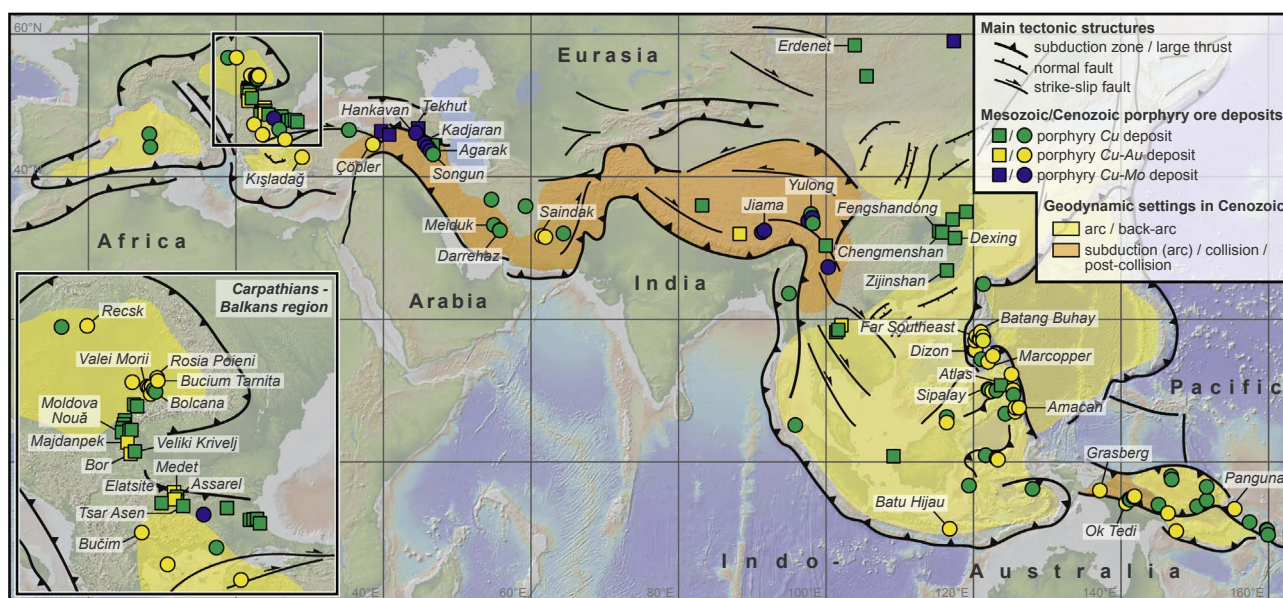 60°N
40°N
Main tectonic structures
subduction zone / large thrust
normal fault
strike-slip fault
Mesozoic/Cenozoic porphyry ore deposits
/ porphyry Cu deposit
/ porphyry Cu-Au deposit
/ porphyry Cu-Mo deposit
Geodynamic settings in Cenozoic
arc / back-arc
subduction (arc) / collision /
post-collision
Erdenet
Eurasia
Hankavan
Tekhut
Kadjaran
Agarak
Songun
Çöpler
Kışladağ
Meiduk
Darrehaz
Saindak
Yulong
Jiama
Fengshandong
Chengmenshan
Dexing
Zijinshan
Africa
Arabia
India
Far Southeast
Batang Buhay
Dizon
Marcopper
Atlas
Sipalay
Amacan
Pacific
Grasberg
Panguna
Batu Hijau
Ok Tedi
Indo-
Australia
Carpathians -
Balkans region
Recsk
Valei Morii
Rosia Poieni
Bucium Tarnita
Bolcana
Moldova
Nouă
Majdanpek
Veliki Krivelj
Bor
Medet
Elatsite
Assarel
Tsar Asen
Bučim
40°E
60°E
80°E
100°E
120°E
140°E
160°E